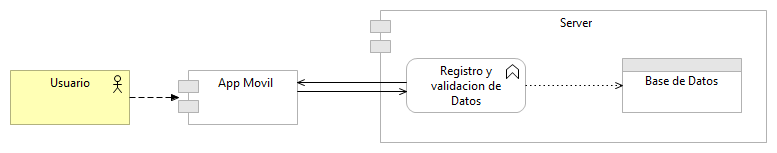 Server
Usuario
App Movil
Registro y
validacion de
Datos
Base de Datos